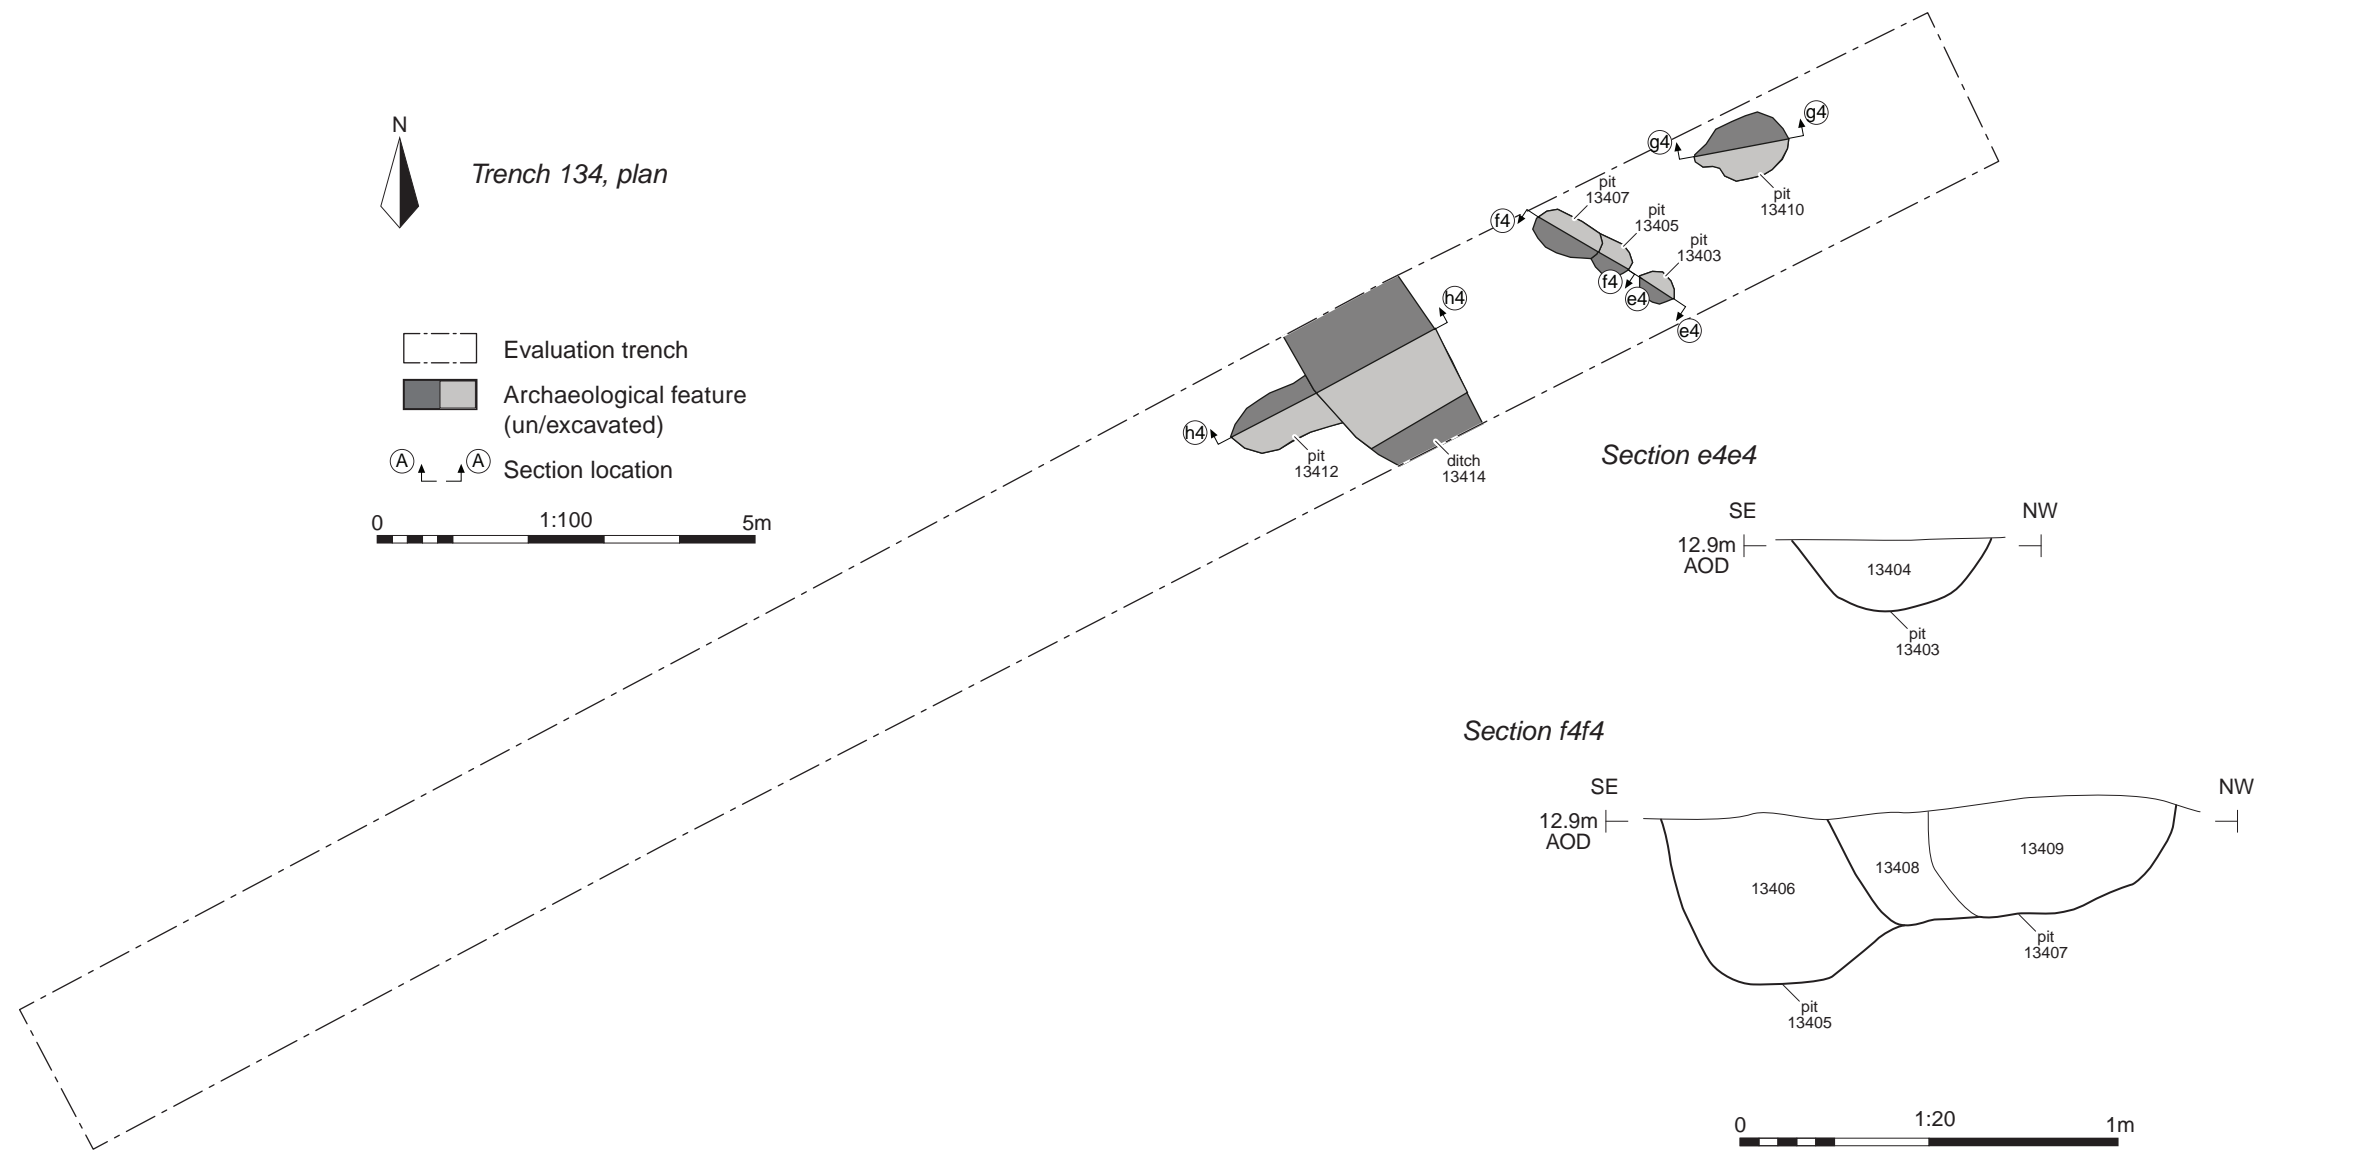 N
Trench 134, plan
Evaluation trench
Archaeological feature
(un/excavated)
A A
Section location
0 1:100 5m
g4
g4
pit
13410
pit
13407
pit
13405
pit
13403
f4
f4
e4
e4
h4
h4
pit
13412
ditch
13414
Section e4e4
SE NW
12.9m
AOD
13404
pit
13403
Section f4f4
SE NW
12.9m
AOD
13406
13408
13409
pit
13407
pit
13405
0 1:20 1m